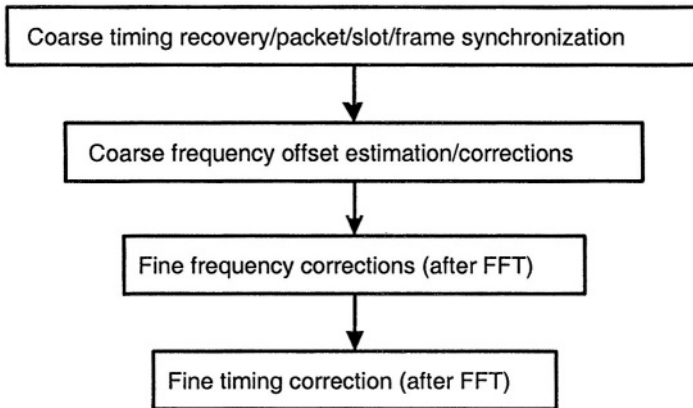 Coarse timing recovery/packet/slot/frame synchronization
Coarse frequency offset estimation/corrections
Fine frequency corrections (after FFT)
Fine timing correction (after FFT)